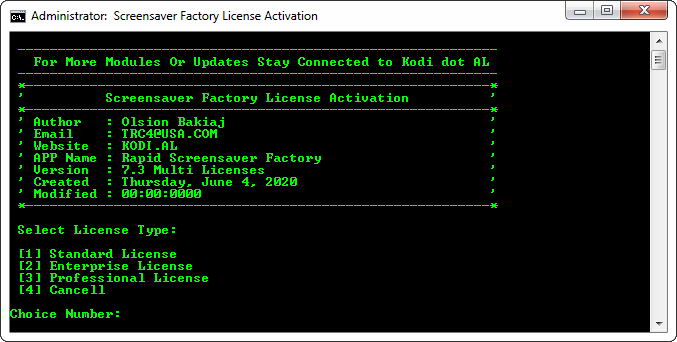 Administrator: Screensaver Factory License Activation
For More Modules Or Updates Stay Connected to Kodi dot AL
Screensaver Factory License Activation
' Author : Olsion Bakiaj '
' Email : TRC4@USA.COM '
' Website : KODI.AL '
' APP Name : Rapid Screensaver Factory '
' Version : 7.3 Multi Licenses '
' Created : Thursday, June 4, 2020 '
' Modified : 00:00:0000 '
Select License Type:
[1] Standard License
[2] Enterprise License
[3] Professional License
[4] Cancell
Choice Number: